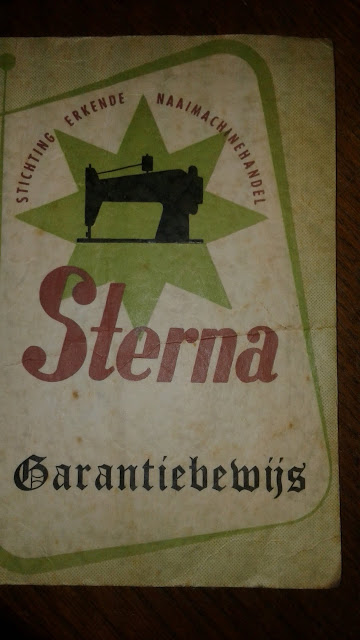 STICHTING ERKENDE NAAIMACHINEHANDEL
Sterna
Garantiebewijs